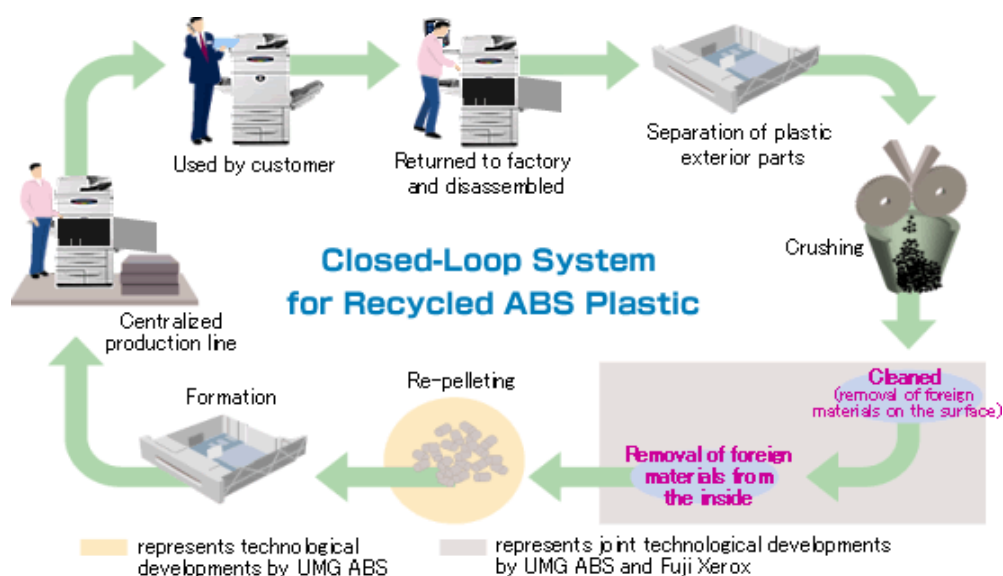 Used by customer
Returned to factory
and disassembled
Separation of plastic
exterior parts
Crushing
Closed-Loop System
for Recycled ABS Plastic
Centralized
production line
Cleaned
(removal of foreign
materials on the surface)
Removal of foreign
materials from
the inside
Re-pelleting
Formation
represents technological
developments by UMG ABS
represents joint technological developments
by UMG ABS and Fuji Xerox